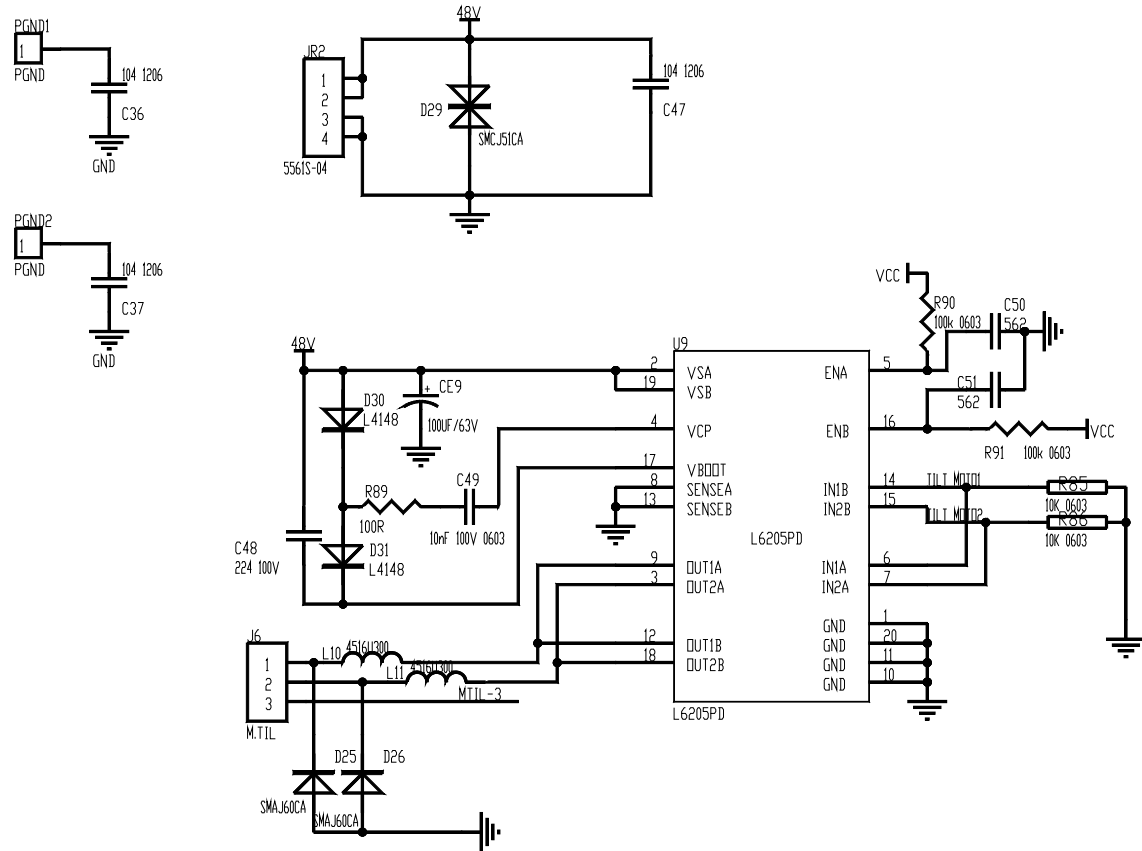 PGND1
1
PGND
104 1206
C36
GND
PGND2
1
PGND
104 1206
C37
GND
48V
JR2
1
2
3
4
5561S-04
D29
SMCJ51CA
104 1206
C47
48V
D30
L4148
CE9
+
100UF/63V
R89
100R
C49
10nF 100V 0603
D31
L4148
C48
224 100V
J6
1
2
3
M.TIL
L10
4516U300
L11
4516U300
MTIL-3
D25
D26
SMAJ60CA
SMAJ60CA
U9
2
VSA
19
VSB
4
VCP
17
VBOOT
8
SENSEA
13
SENSEB
9
OUT1A
3
OUT2A
12
OUT1B
18
OUT2B
L6205PD
L6205PD
ENA
5
ENB
16
IN1B
14
IN2B
15
IN1A
6
IN2A
7
GND
1
GND
20
GND
11
GND
10
VCC
R90
100k 0603
C50
562
C51
562
R91
100k 0603
VCC
TILT MOTO1
R85
10K 0603
TILT MOTO2
R86
10K 0603